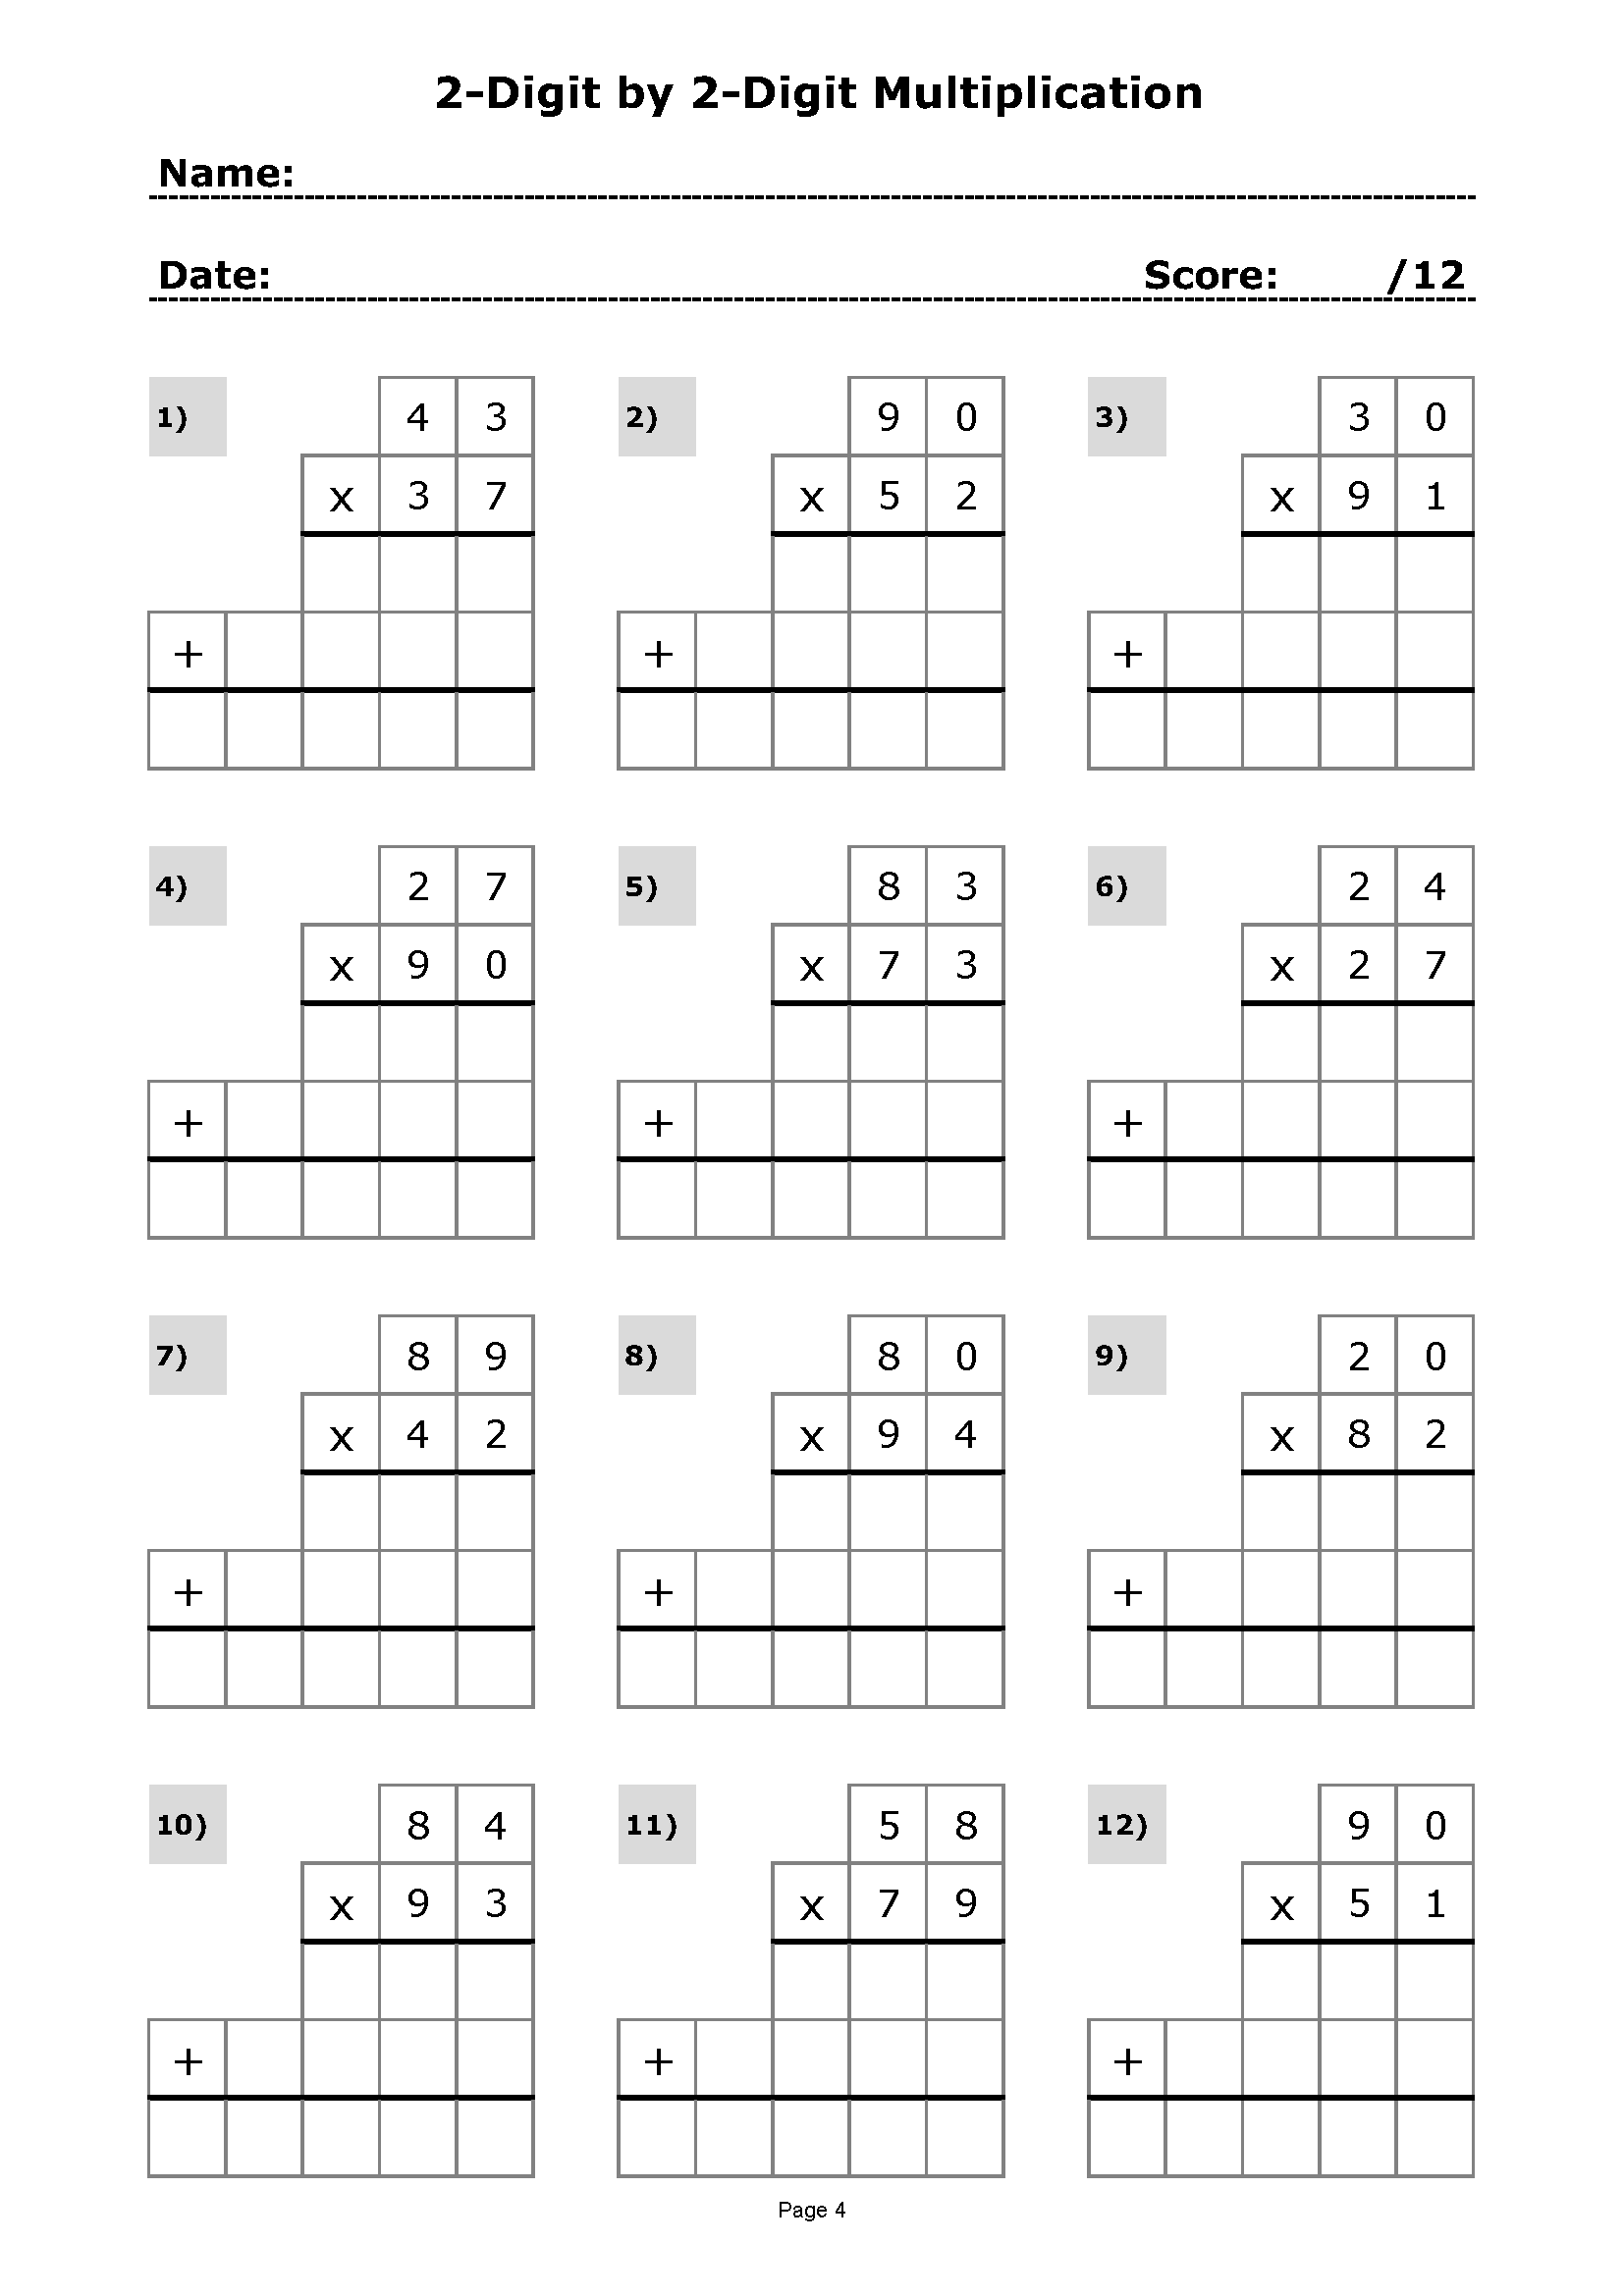 2-Digit by 2-Digit Multiplication
Name:
Date: Score: /12
1) 4 3 2) 9 0 3) 3 0
x 3 7 x 5 2 x 9 1
+ + +
4) 2 7 5) 8 3 6) 2 4
x 9 0 x 7 3 x 2 7
+ + +
7) 8 9 8) 8 0 9) 2 0
x 4 2 x 9 4 x 8 2
+ + +
10) 8 4 11) 5 8 12) 9 0
x 9 3 x 7 9 x 5 1
+ + +
Page 4